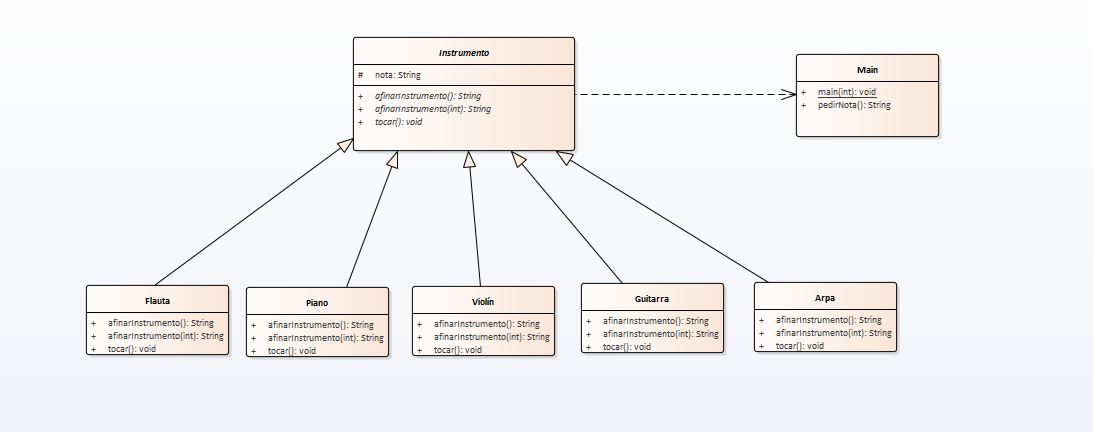 Instrumento
# nota: String
+ afinarInstrumento(): String
+ afinarInstrumento(int): String
+ tocar(): void
Main
+ main(int): void
+ pedirNota(): String
Flauta
+ afinarInstrumento(): String
+ afinarInstrumento(int): String
+ tocar(): void
Piano
+ afinarInstrumento(): String
+ afinarInstrumento(int): String
+ tocar(): void
Violín
+ afinarInstrumento(): String
+ afinarInstrumento(int): String
+ tocar(): void
Guitarra
+ afinarInstrumento(): String
+ afinarInstrumento(int): String
+ tocar(): void
Arpa
+ afinarInstrumento(): String
+ afinarInstrumento(int): String
+ tocar(): void